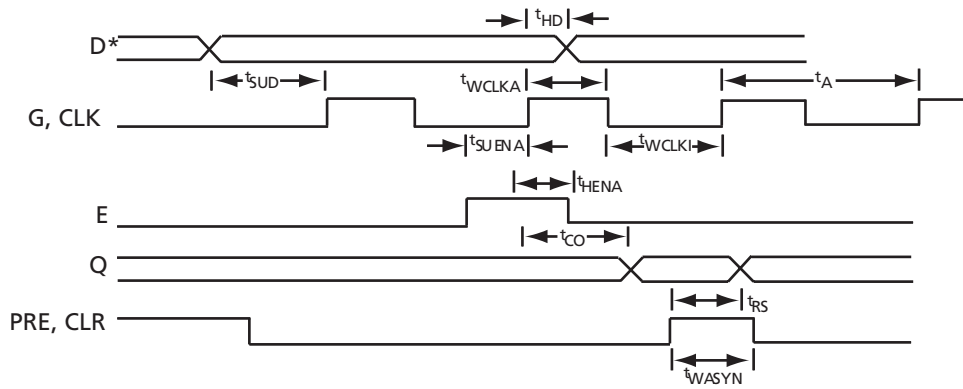 tHD
D*
tSUD
tWCLKA
tA
G, CLK
tSUENA
tWCLKI
tHENA
E
tCO
Q
tRS
PRE, CLR
tWASYN